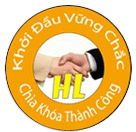 Khởi Đầu Vững Chắc
HL
Chìa Khóa Thành Công